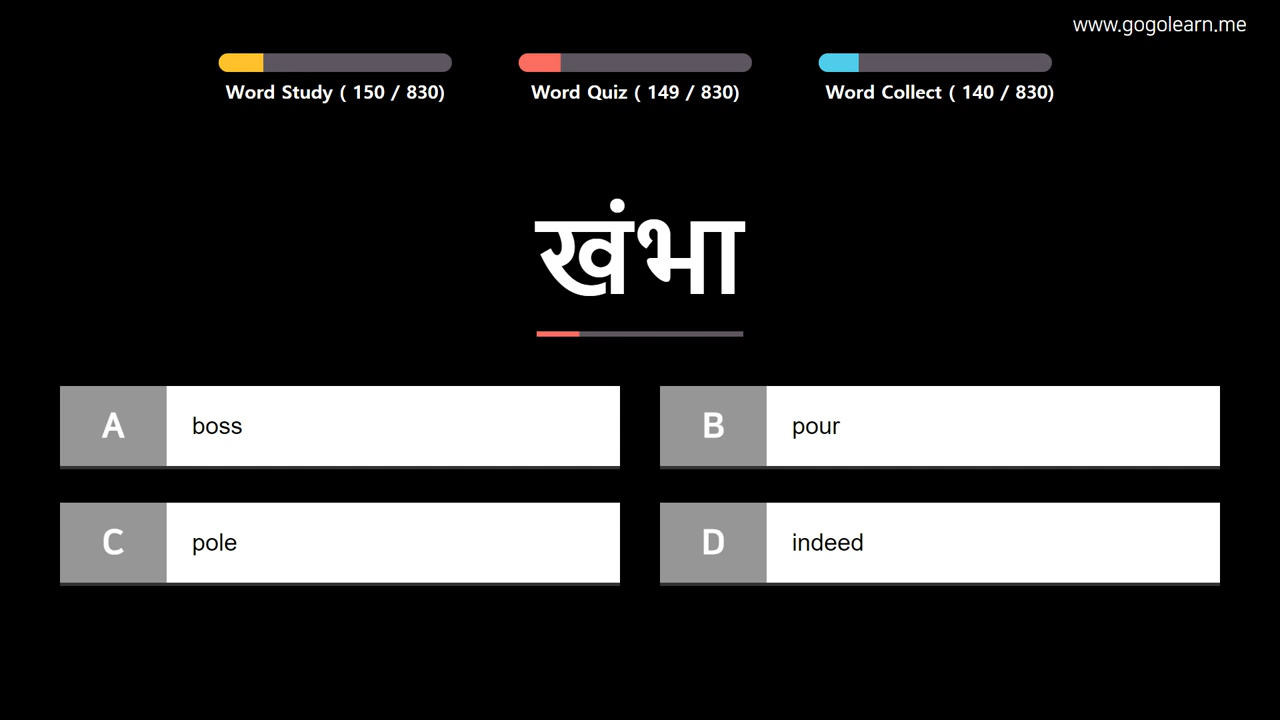 www.gogolearn.me
Word Study ( 150 / 830)
Word Quiz ( 149 / 830)
Word Collect ( 140 / 830)
खंभा
A boss
B pour
C pole
D indeed